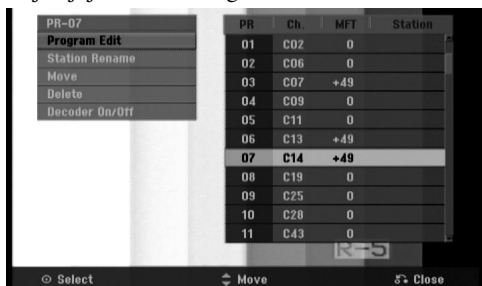 PR-07
Program Edit
Station Rename
Move
Delete
Decoder On/Off
PR Ch. MFT Station
01 C02 0
02 C06 0
03 C07 +49
04 C09 0
05 C11 0
06 C13 +49
07 C14 +49
08 C19 0
09 C25 0
10 C28 0
11 C43 0
R-5
Select Move Close